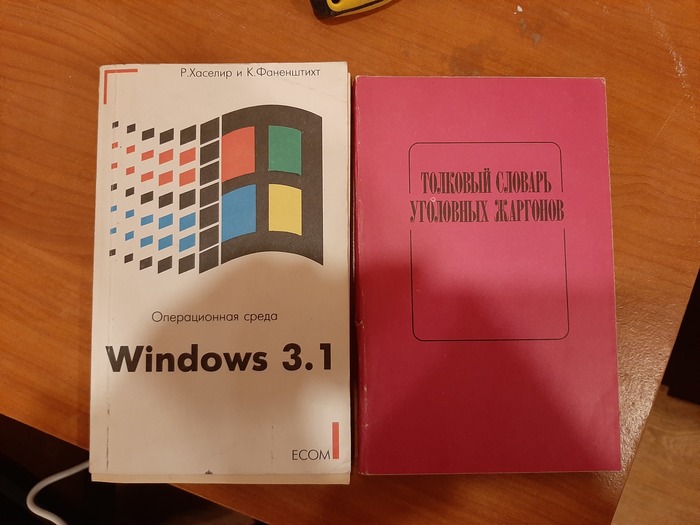 Р.Хаселир и К.Фаненштихт
Операционная среда
Windows 3.1
ECOM
ТОЛКОВЫЙ СЛОВАРЬ
УГОЛОВНЫХ ЖАРГОНОВ